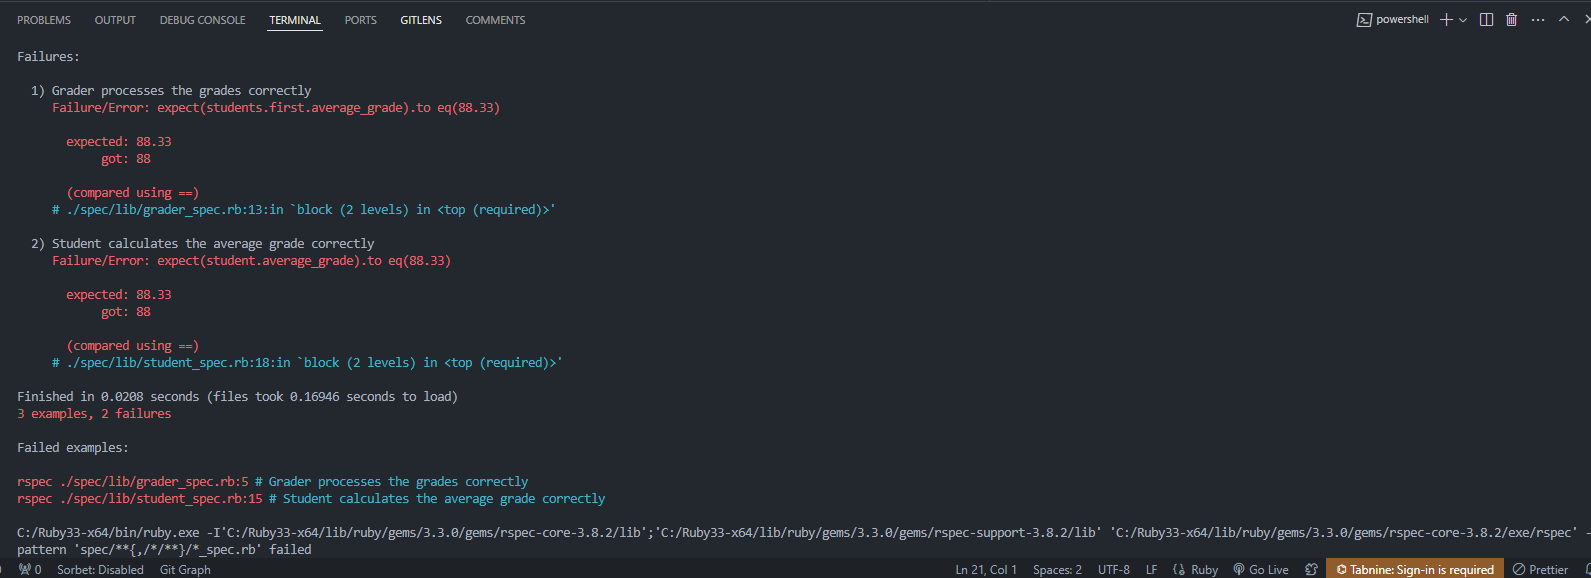 PROBLEMS OUTPUT DEBUG CONSOLE TERMINAL PORTS GITLENS COMMENTS powershell
Failures:
1) Grader processes the grades correctly
Failure/Error: expect(students.first.average_grade).to eq(88.33)
expected: 88.33
got: 88
(compared using ==)
# ./spec/lib/grader_spec.rb:13:in `block (2 levels) in <top (required)>'
2) Student calculates the average grade correctly
Failure/Error: expect(student.average_grade).to eq(88.33)
expected: 88.33
got: 88
(compared using ==)
# ./spec/lib/student_spec.rb:18:in `block (2 levels) in <top (required)>'
Finished in 0.0208 seconds (files took 0.16946 seconds to load)
3 examples, 2 failures
Failed examples:
rspec ./spec/lib/grader_spec.rb:5 # Grader processes the grades correctly
rspec ./spec/lib/student_spec.rb:15 # Student calculates the average grade correctly
C:/Ruby33-x64/bin/ruby.exe -I'C:/Ruby33-x64/lib/ruby/gems/3.3.0/gems/rspec-core-3.8.2/lib';'C:/Ruby33-x64/lib/ruby/gems/3.3.0/gems/rspec-support-3.8.2/lib' 'C:/Ruby33-x64/lib/ruby/gems/3.3.0/gems/rspec-core-3.8.2/exe/rspec' -
pattern 'spec/**{,/*/**}/*_spec.rb' failed
0 Sorbet: Disabled Git Graph Ln 21, Col 1 Spaces: 2 UTF-8 LF Ruby Go Live Tabnine: Sign-in is required Prettier